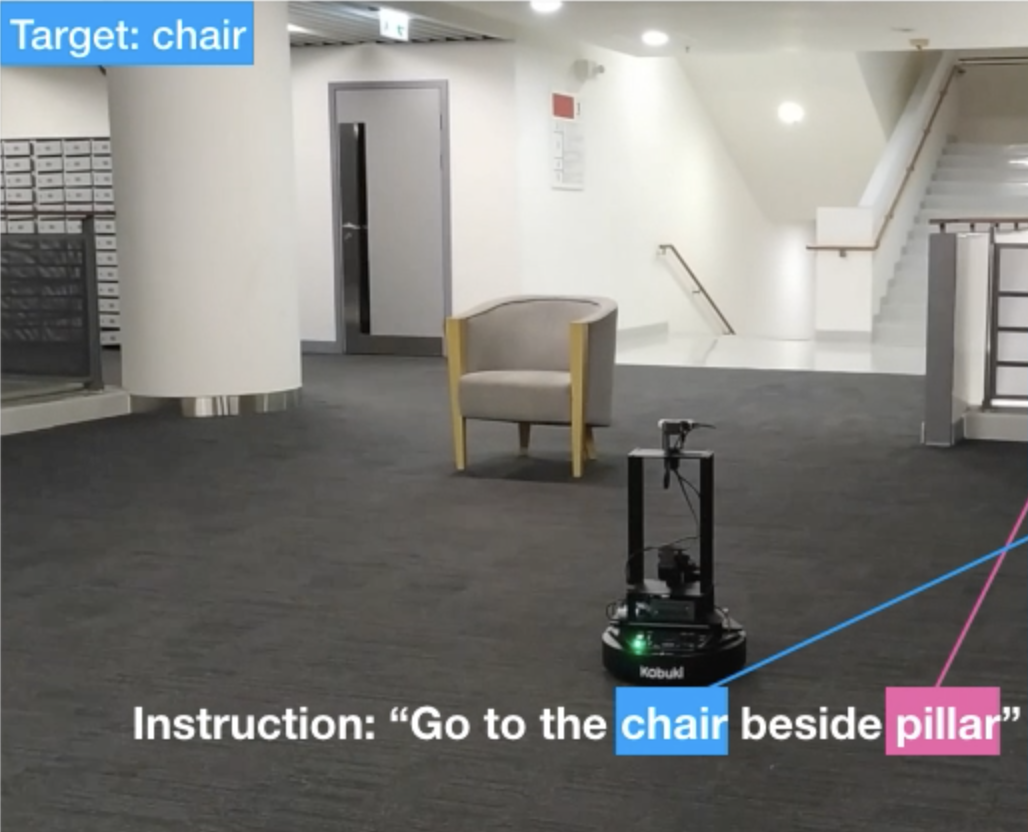 Target: chair
Kobuki
Instruction: “Go to the chair beside pillar”